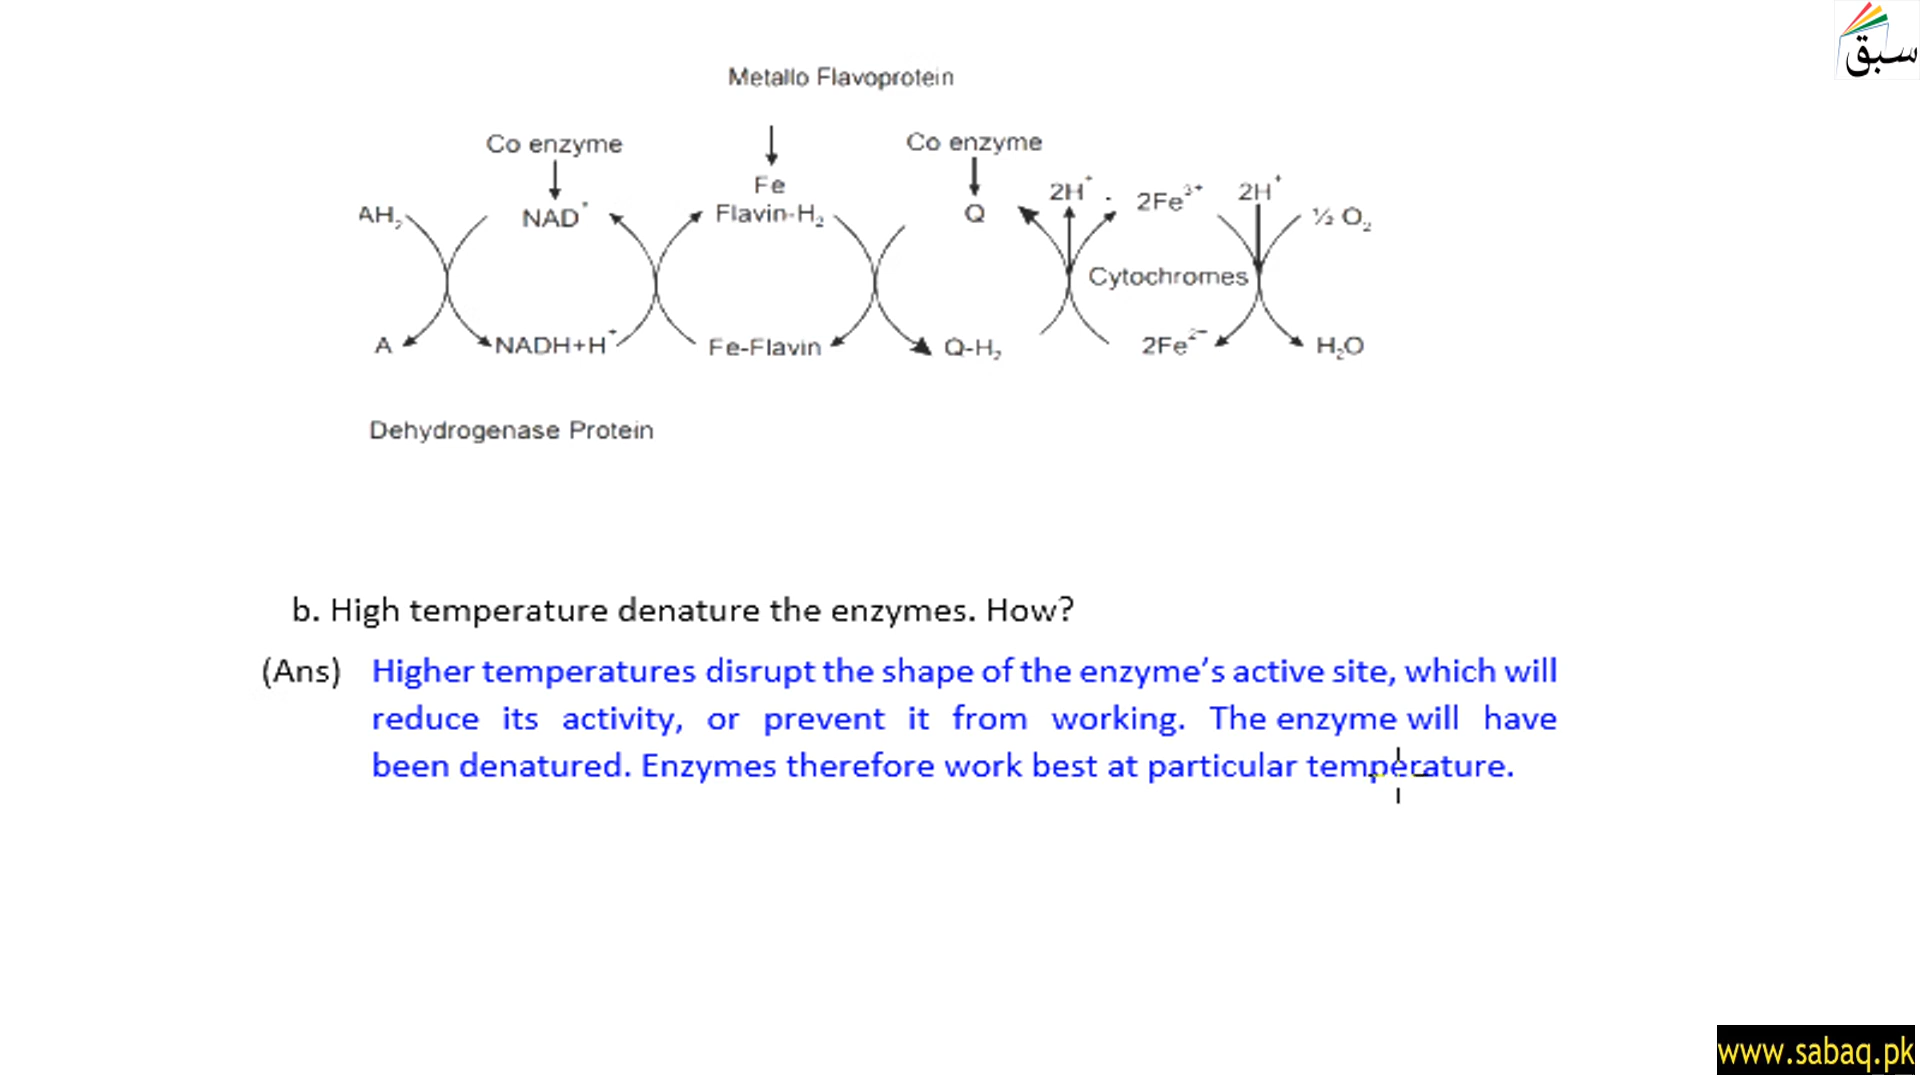 سبق
Metallo Flavoprotein
Co enzyme
Co enzyme
Fe
2H⁺ . 2Fe³⁺ 2H⁺
AH₂ NAD⁺ Flavin-H₂ Q ½ O₂
Cytochromes
A NADH+H⁺ Fe-Flavin Q-H₂ 2Fe²⁻ H₂O
Dehydrogenase Protein
b. High temperature denature the enzymes. How?
(Ans) Higher temperatures disrupt the shape of the enzyme’s active site, which will
reduce its activity, or prevent it from working. The enzyme will have
been denatured. Enzymes therefore work best at particular temperature.
www.sabaq.pk